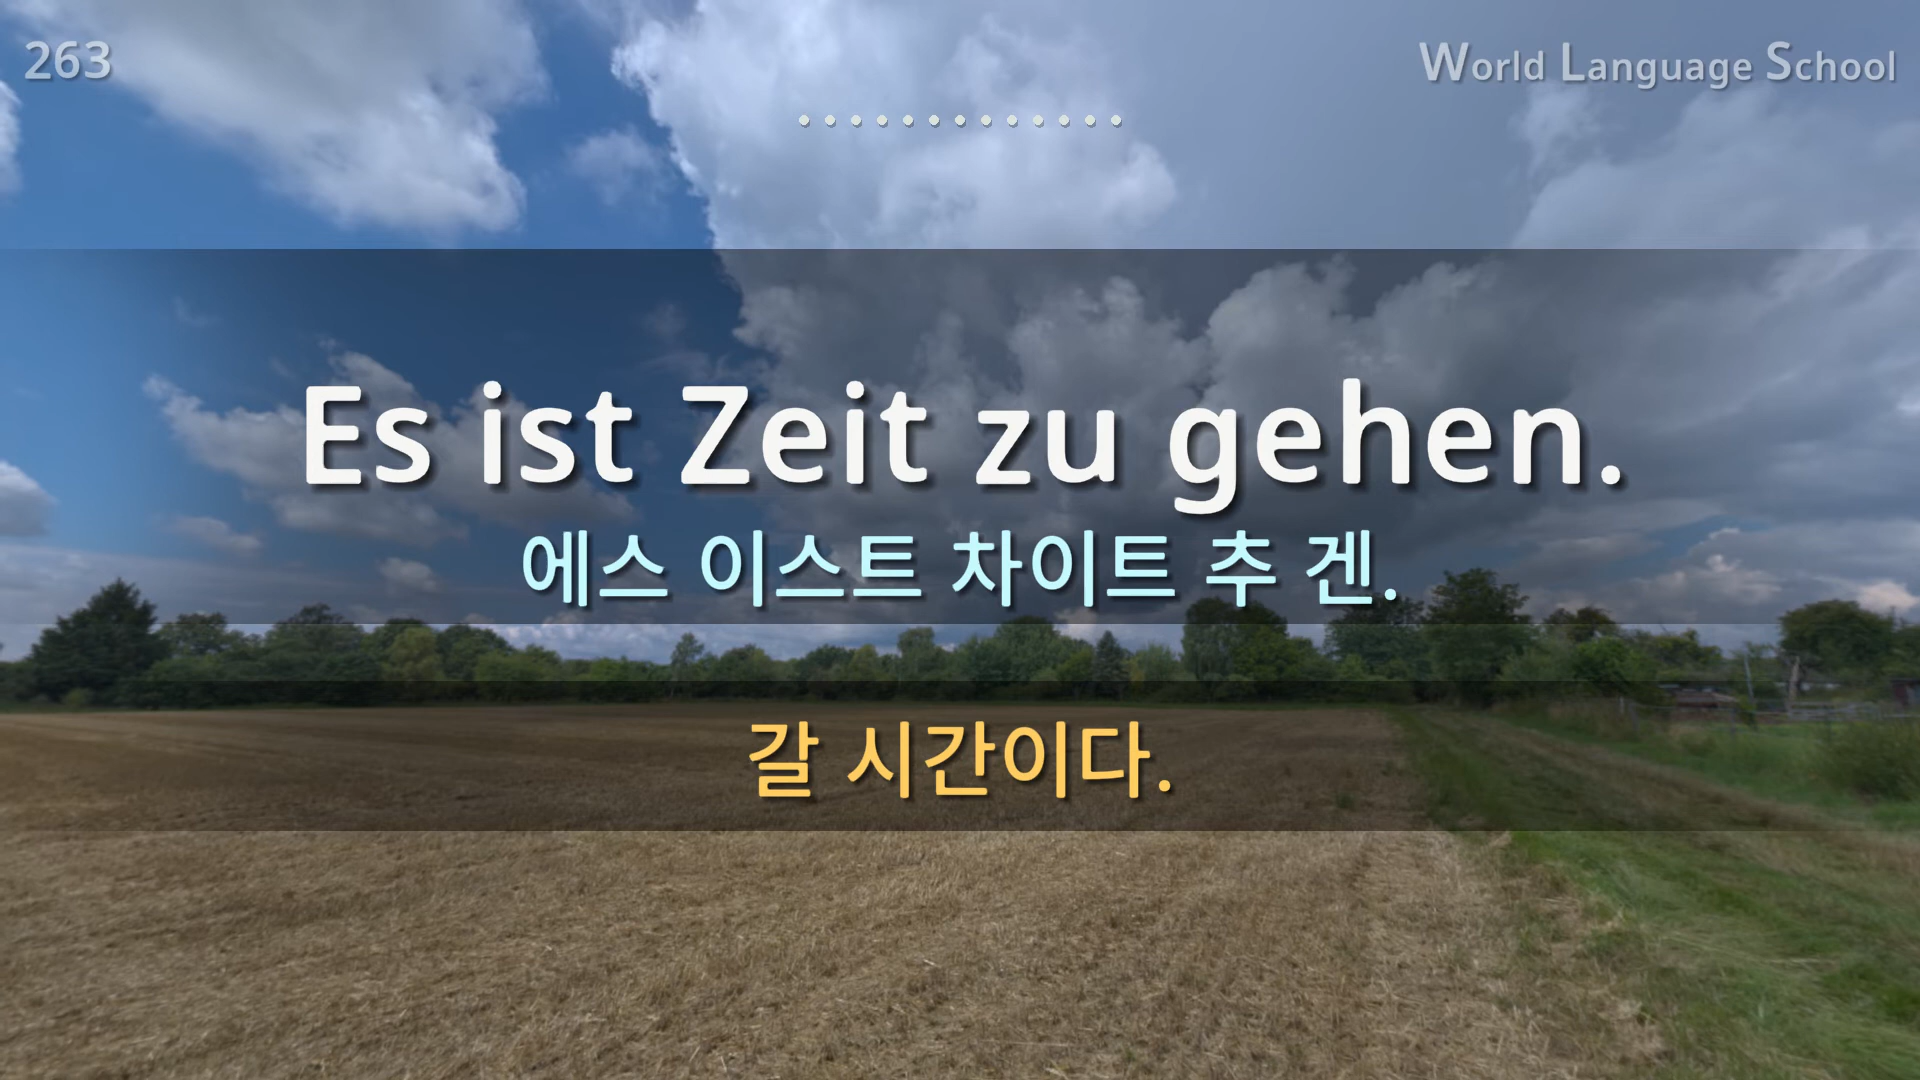 263
World Language School
Es ist Zeit zu gehen.
에스 이스트 차이트 추 겐.
갈 시간이다.